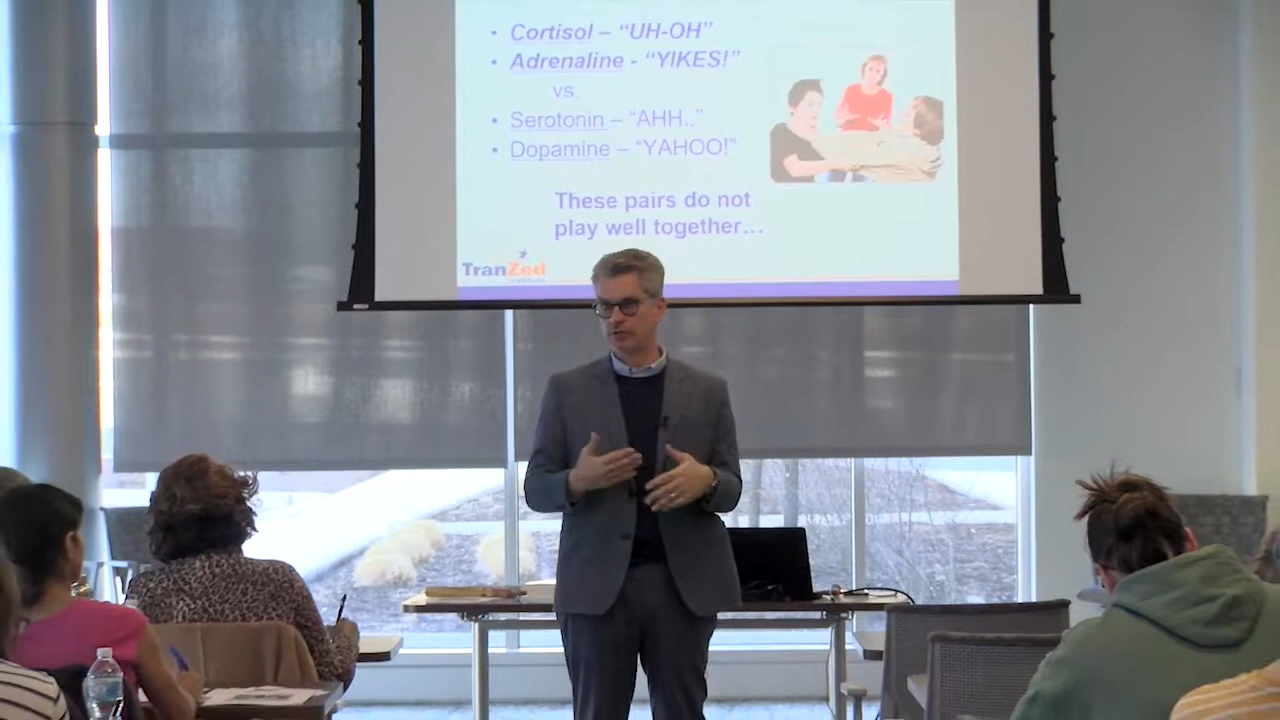 • Cortisol – “UH-OH”
• Adrenaline - “YIKES!”
vs.
• Serotonin – “AHH..”
• Dopamine – “YAHOO!”
These pairs do not
play well together…
TranZed